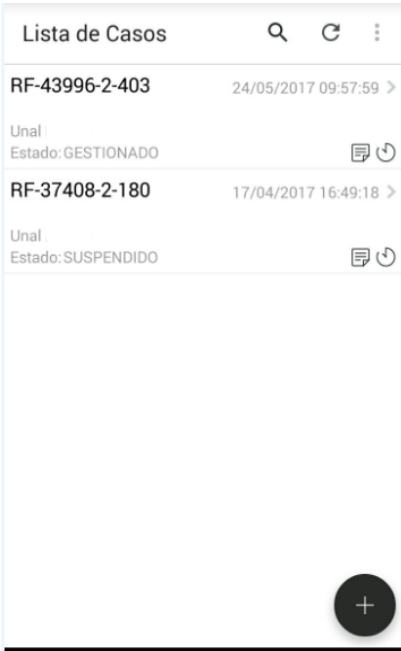 Lista de Casos
RF-43996-2-403 24/05/2017 09:57:59
Unal
Estado: GESTIONADO
RF-37408-2-180 17/04/2017 16:49:18
Unal
Estado: SUSPENDIDO